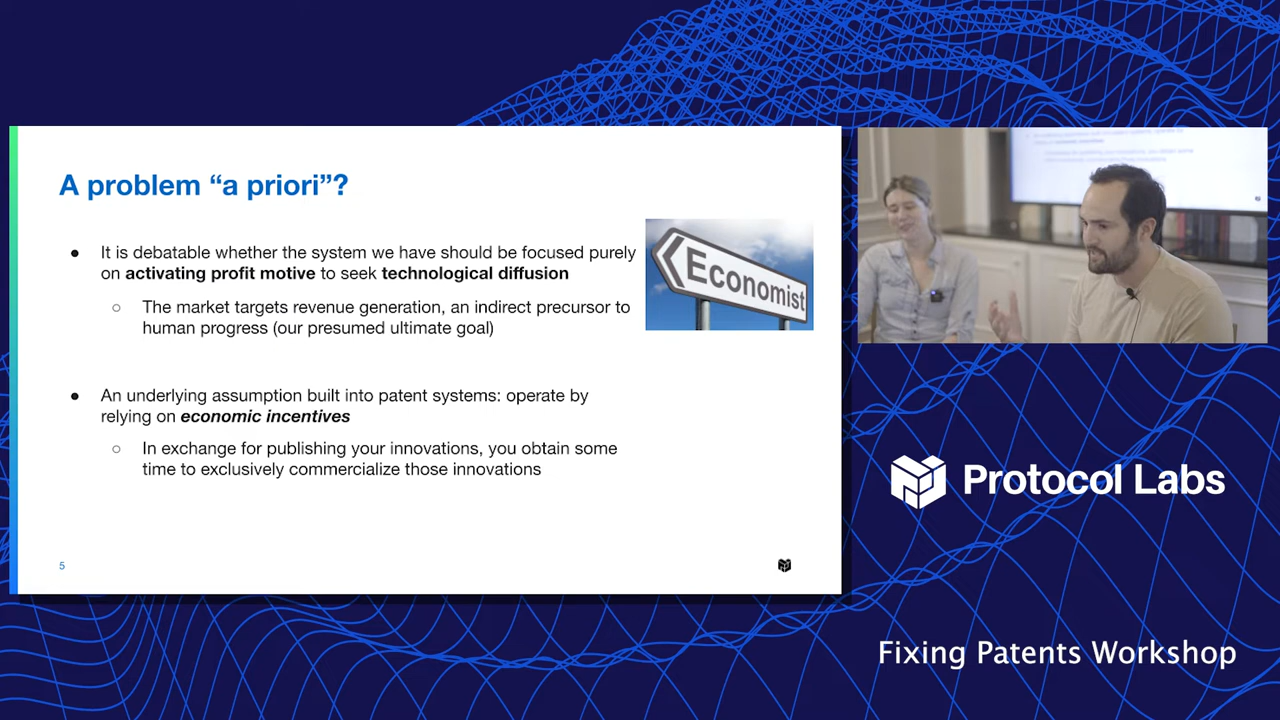 A problem “a priori”?
● It is debatable whether the system we have should be focused purely
on activating profit motive to seek technological diffusion
○ The market targets revenue generation, an indirect precursor to
human progress (our presumed ultimate goal)
Economist
● An underlying assumption built into patent systems: operate by
relying on economic incentives
○ In exchange for publishing your innovations, you obtain some
time to exclusively commercialize those innovations
5
Protocol Labs
Fixing Patents Workshop